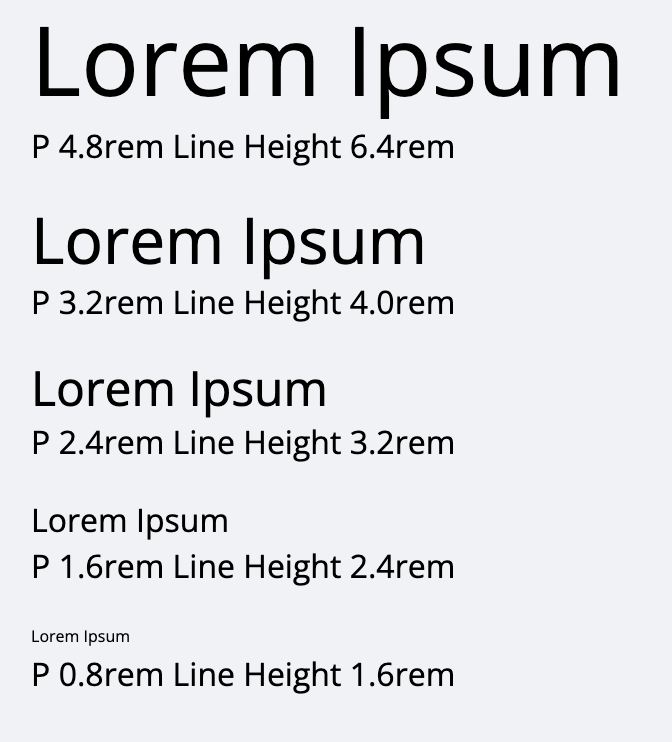 Lorem Ipsum
P 4.8rem Line Height 6.4rem
Lorem Ipsum
P 3.2rem Line Height 4.0rem
Lorem Ipsum
P 2.4rem Line Height 3.2rem
Lorem Ipsum
P 1.6rem Line Height 2.4rem
Lorem Ipsum
P 0.8rem Line Height 1.6rem